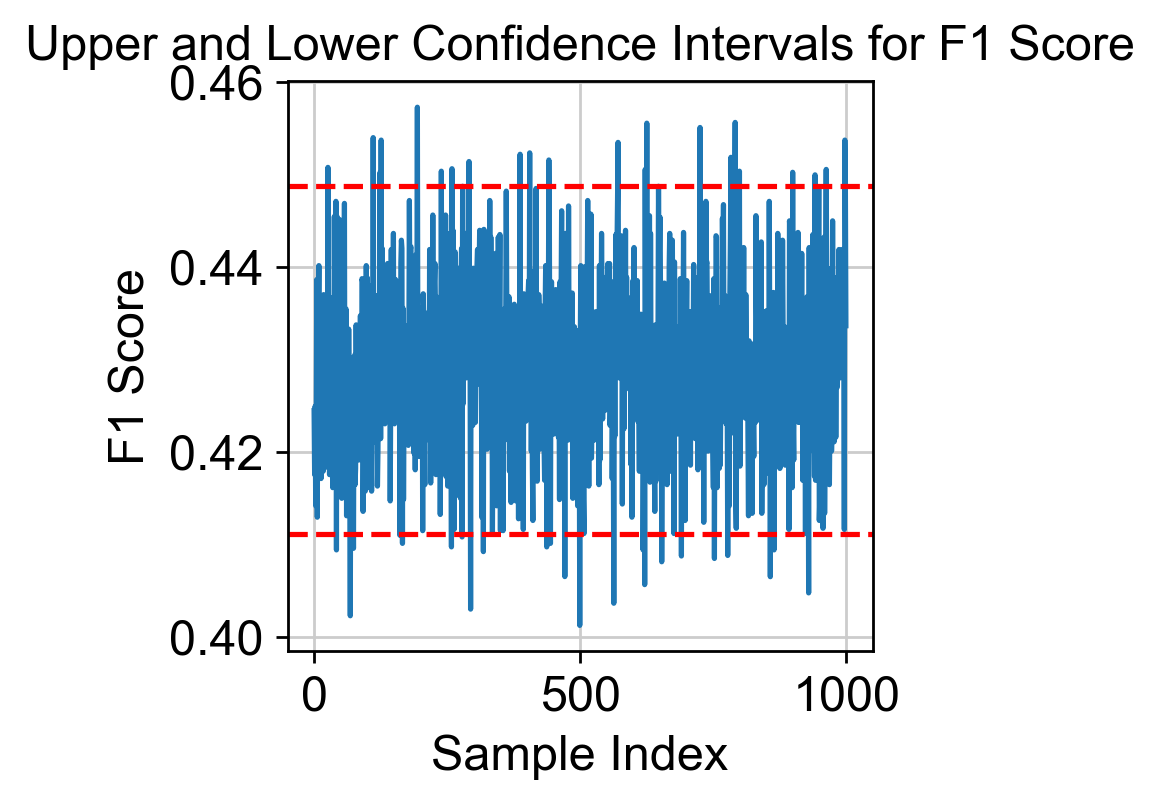 Upper and Lower Confidence Intervals for F1 Score
0.46
0.44
0.42
0.40
F1 Score
0 500 1000
Sample Index